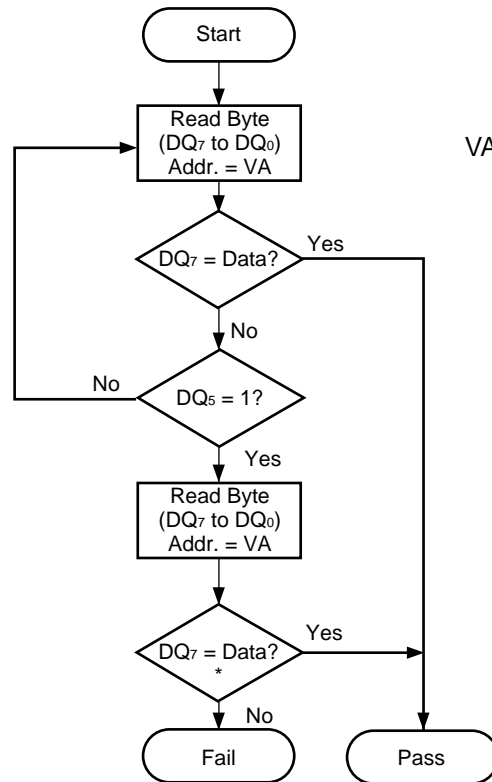 Start
Read Byte
(DQ7 to DQ0)
Addr. = VA
VA
DQ7 = Data?
Yes
No
DQ5 = 1?
No
Yes
Read Byte
(DQ7 to DQ0)
Addr. = VA
DQ7 = Data?
*
Yes
No
Fail
Pass